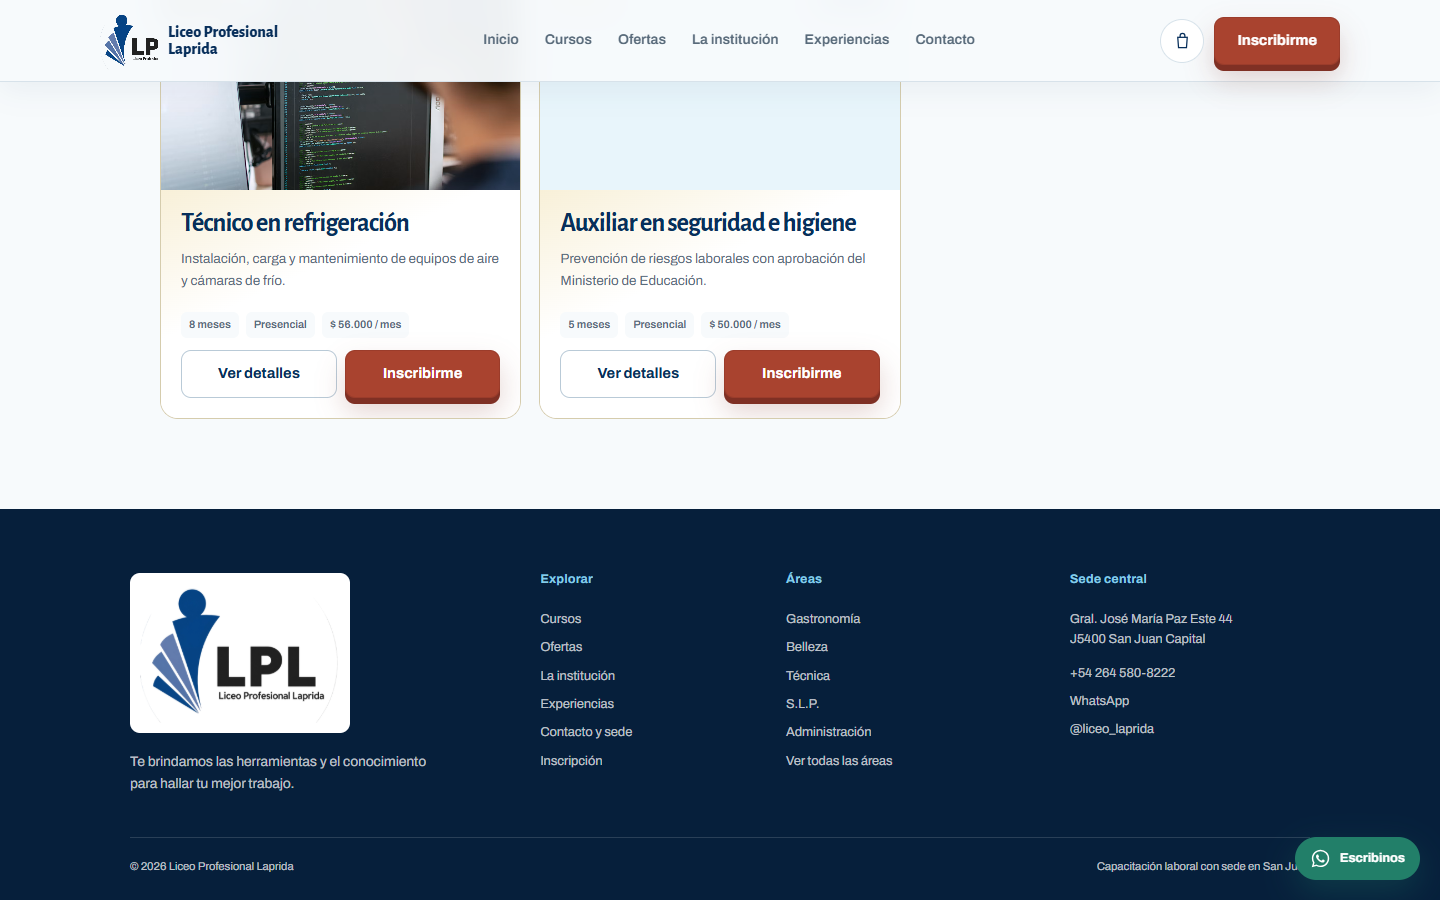 LP
Liceo Profesional
Laprida
Inicio
Cursos
Ofertas
La institución
Experiencias
Contacto
Inscribirme
Técnico en refrigeración
Instalación, carga y mantenimiento de equipos de aire
y cámaras de frío.
8 meses
Presencial
$ 56.000 / mes
Ver detalles
Inscribirme
Auxiliar en seguridad e higiene
Prevención de riesgos laborales con aprobación del
Ministerio de Educación.
5 meses
Presencial
$ 50.000 / mes
Ver detalles
Inscribirme
LPL
Liceo Profesional Laprida
Te brindamos las herramientas y el conocimiento
para hallar tu mejor trabajo.
Explorar
Cursos
Ofertas
La institución
Experiencias
Contacto y sede
Inscripción
Áreas
Gastronomía
Belleza
Técnica
S.L.P.
Administración
Ver todas las áreas
Sede central
Gral. José María Paz Este 44
J5400 San Juan Capital
+54 264 580-8222
WhatsApp
@liceo_laprida
© 2026 Liceo Profesional Laprida
Capacitación laboral con sede en San
Escribinos